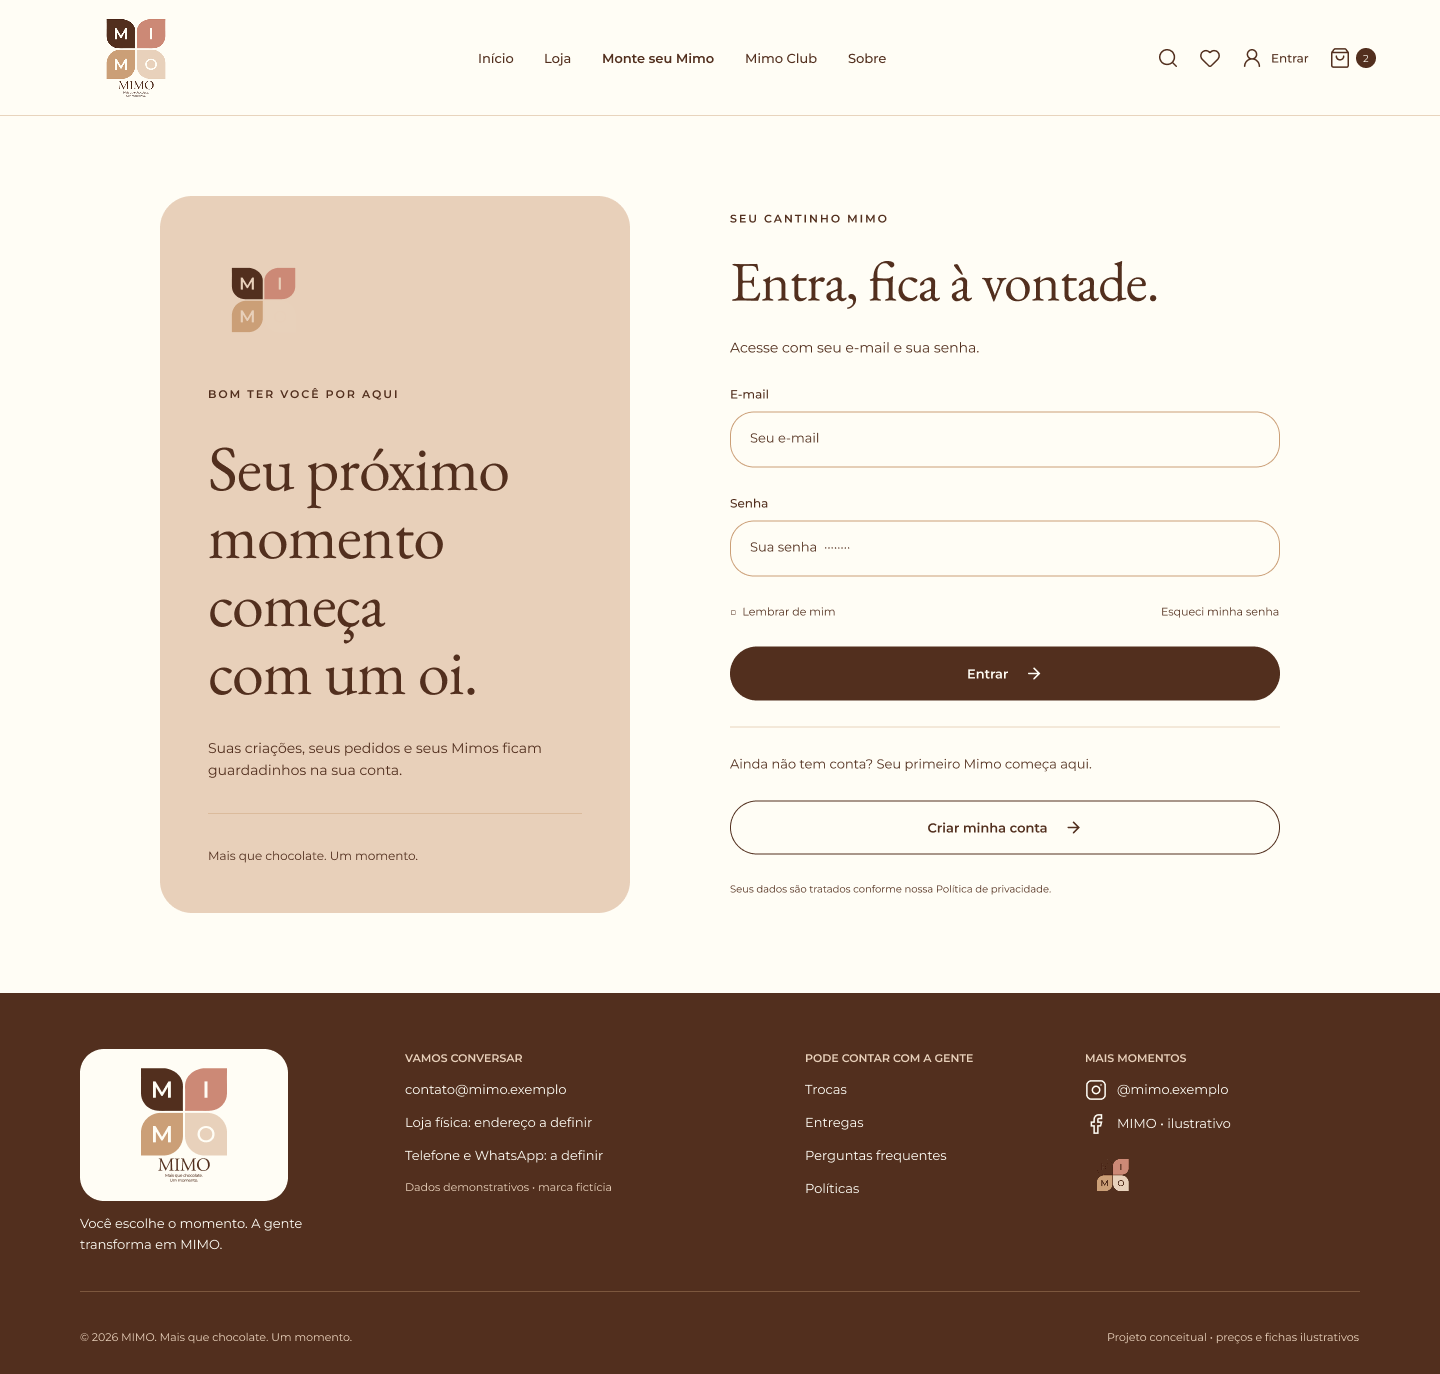 M I
M O
MIMO
Início
Loja
Monte seu Mimo
Mimo Club
Sobre
Entrar
2
M I
M
BOM TER VOCÊ POR AQUI
Seu próximo
momento
começa
com um oi.
Suas criações, seus pedidos e seus Mimos ficam
guardadinhos na sua conta.
Mais que chocolate. Um momento.
SEU CANTINHO MIMO
Entra, fica à vontade.
Acesse com seu e-mail e sua senha.
E-mail
Seu e-mail
Senha
Sua senha ········
Lembrar de mim
Esqueci minha senha
Entrar
Ainda não tem conta? Seu primeiro Mimo começa aqui.
Criar minha conta
Seus dados são tratados conforme nossa Política de privacidade.
M I
M O
MIMO
Mais que chocolate.
Um momento.
Você escolhe o momento. A gente
transforma em MIMO.
VAMOS CONVERSAR
contato@mimo.exemplo
Loja física: endereço a definir
Telefone e WhatsApp: a definir
Dados demonstrativos • marca fictícia
PODE CONTAR COM A GENTE
Trocas
Entregas
Perguntas frequentes
Políticas
MAIS MOMENTOS
@mimo.exemplo
MIMO • ilustrativo
I
M O
© 2026 MIMO. Mais que chocolate. Um momento.
Projeto conceitual • preços e fichas ilustrativos